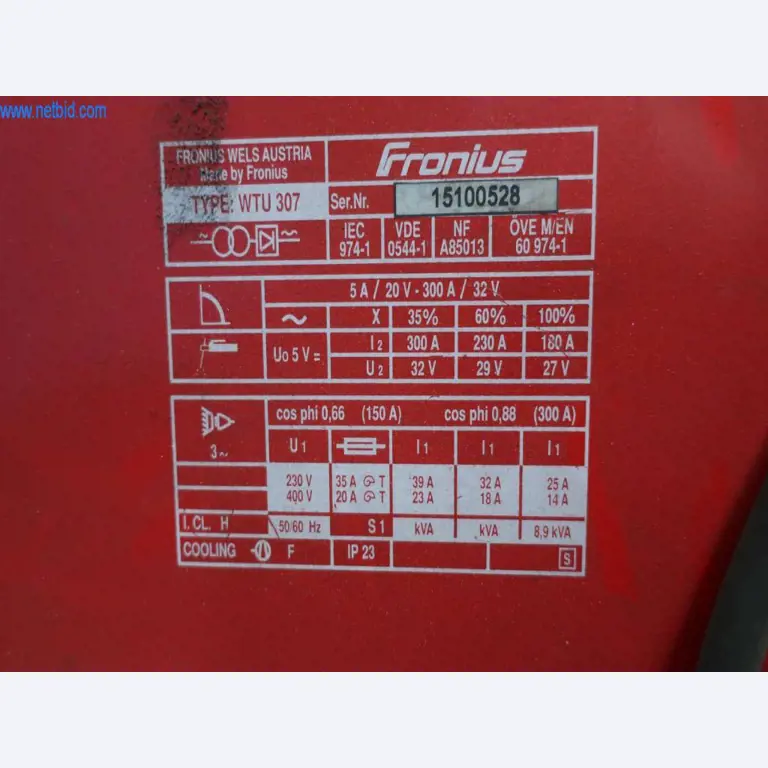 www.netbid.com
FRONIUS WELS AUSTRIA
Made by Fronius
Fronius
TYPE: WTU 307
Ser.Nr. 15100528
IEC 974-1
VDE 0544-1
NF A85013
ÖVE M/EN 60 974-1
5 A / 20 V - 300 A / 32 V
X 35% 60% 100%
U0 5 V =
I2 300 A 230 A 180 A
U2 32 V 29 V 27 V
cos phi 0,66 (150 A) cos phi 0,88 (300 A)
3~ U1 I1 I1 I1
230 V 35 A T 39 A 32 A 25 A
400 V 20 A T 23 A 18 A 14 A
I. CL. H 50/60 Hz S1 kVA kVA 8,9 kVA
COOLING F IP 23 S